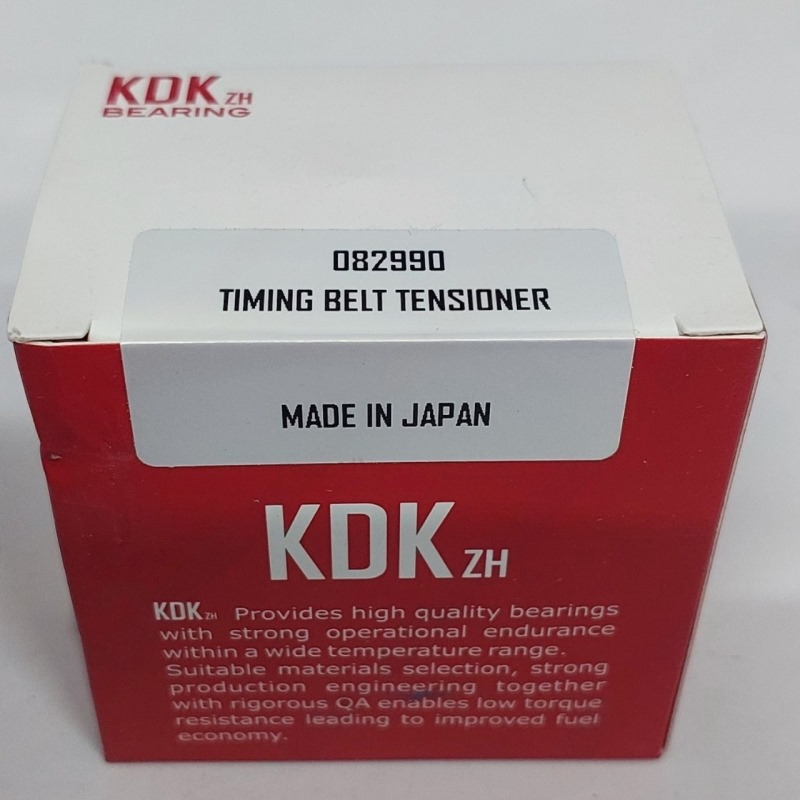 KDK ZH
BEARING
082990
TIMING BELT TENSIONER
MADE IN JAPAN
KDK ZH
KDK ZH Provides high quality bearings
with strong operational endurance
within a wide temperature range.
Suitable materials selection, strong
production engineering together
with rigorous QA enables low torque
resistance leading to improved fuel
economy.